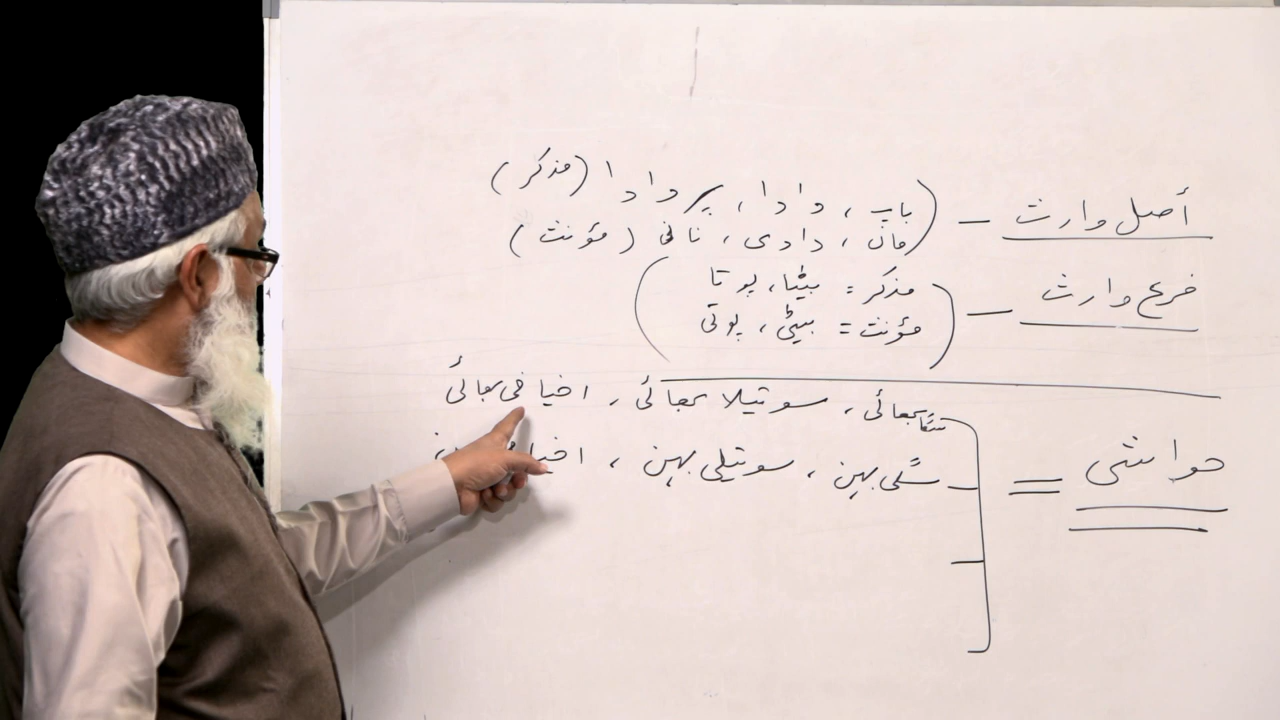 أصل وارث – (باپ ، دادا ، پردادا (مذکر)
(ماں ، دادی ، نانی (مؤنث)
فرع وارث – (مذکر = بیٹا، پوتا
مؤنث = بیٹی ، پوتی)
سگا بھائی ، سوتیلا بھائی ، اخیافی بھائی
حواشی = سگی بہن ، سوتیلی بہن ،